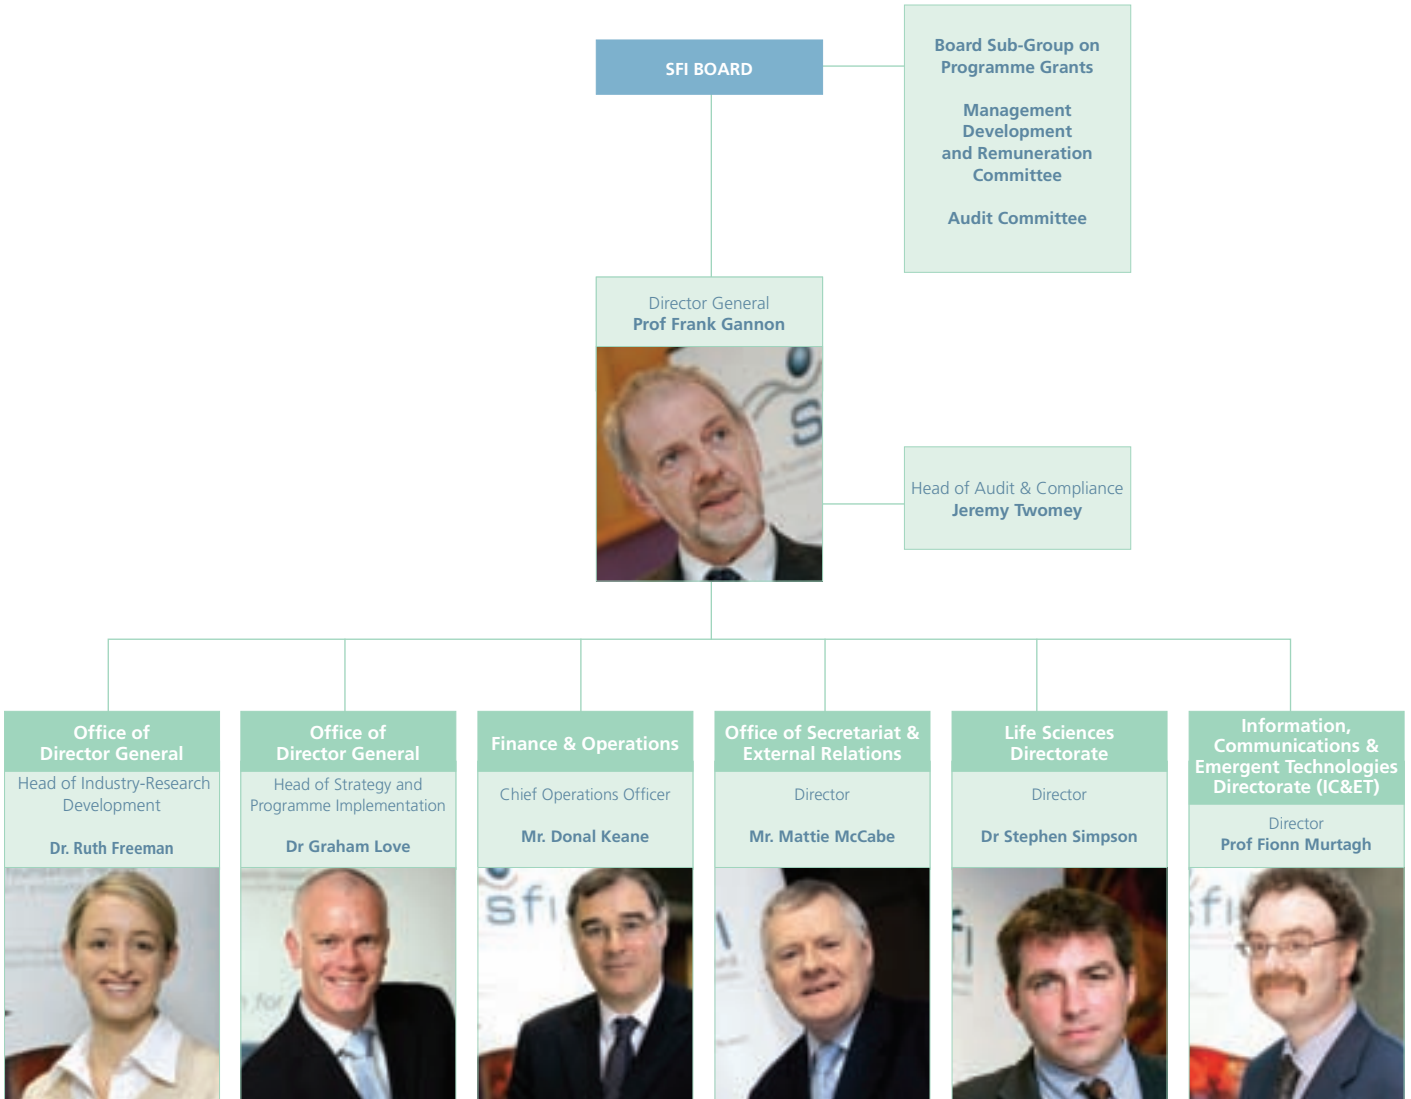 SFI BOARD
Board Sub-Group on
Programme Grants
Management
Development
and Remuneration
Committee
Audit Committee
Director General
Prof Frank Gannon
Head of Audit & Compliance
Jeremy Twomey
Office of
Director General
Head of Industry-Research
Development
Dr. Ruth Freeman
Office of
Director General
Head of Strategy and
Programme Implementation
Dr Graham Love
Finance & Operations
Chief Operations Officer
Mr. Donal Keane
Office of Secretariat &
External Relations
Director
Mr. Mattie McCabe
Life Sciences
Directorate
Director
Dr Stephen Simpson
Information,
Communications &
Emergent Technologies
Directorate (IC&ET)
Director
Prof Fionn Murtagh
sfi
sfi